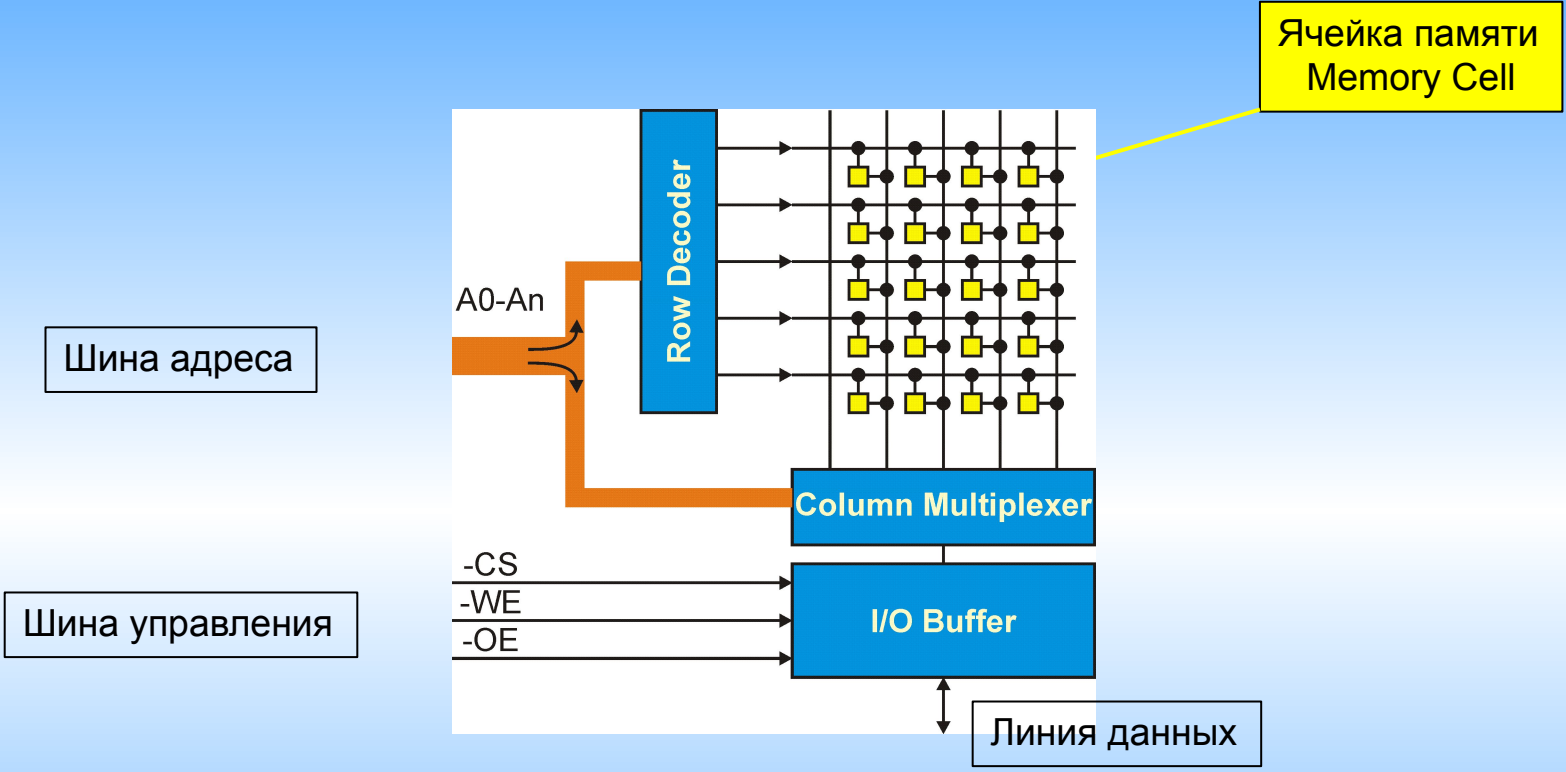 Ячейка памяти
Memory Cell
Row Decoder
A0-An
Шина адреса
Column Multiplexer
-CS
-WE
-OE
Шина управления
I/O Buffer
Линия данных